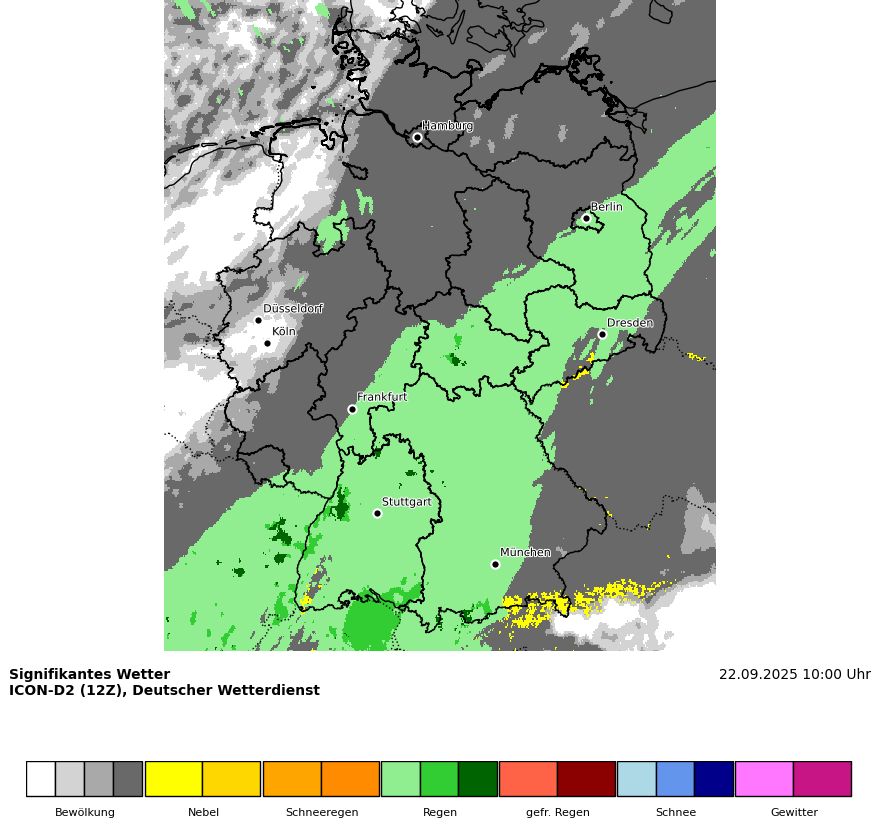 Hamburg
Berlin
Düsseldorf
Köln
Dresden
Frankfurt
Stuttgart
München
Signifikantes Wetter
22.09.2025 10:00 Uhr
ICON-D2 (12Z), Deutscher Wetterdienst
Bewölkung Nebel Schneeregen Regen gefr. Regen Schnee Gewitter